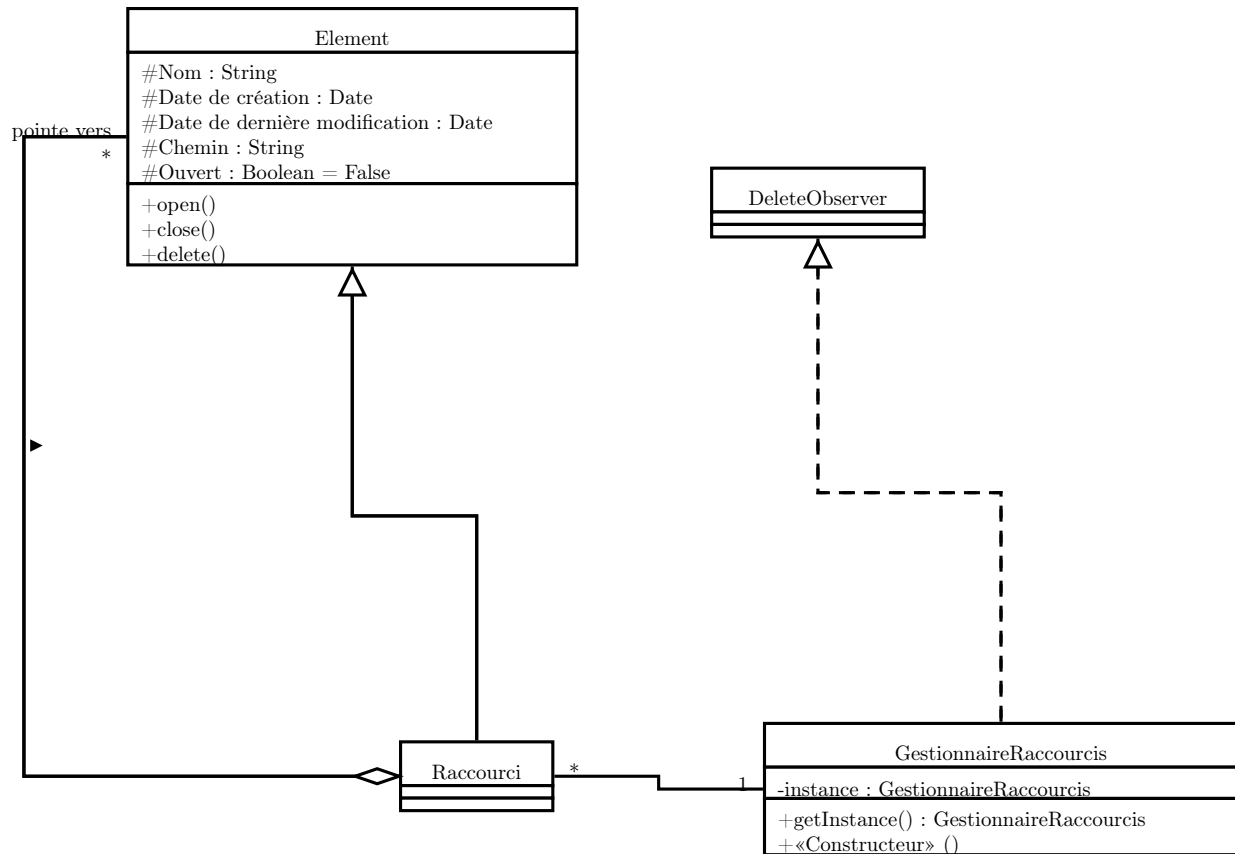 Element
#Nom : String
#Date de création : Date
#Date de dernière modification : Date
#Chemin : String
#Ouvert : Boolean = False
+open()
+close()
+delete()
pointe vers
*
DeleteObserver
Raccourci
*
1
GestionnaireRaccourcis
-instance : GestionnaireRaccourcis
+getInstance() : GestionnaireRaccourcis
+«Constructeur» ()